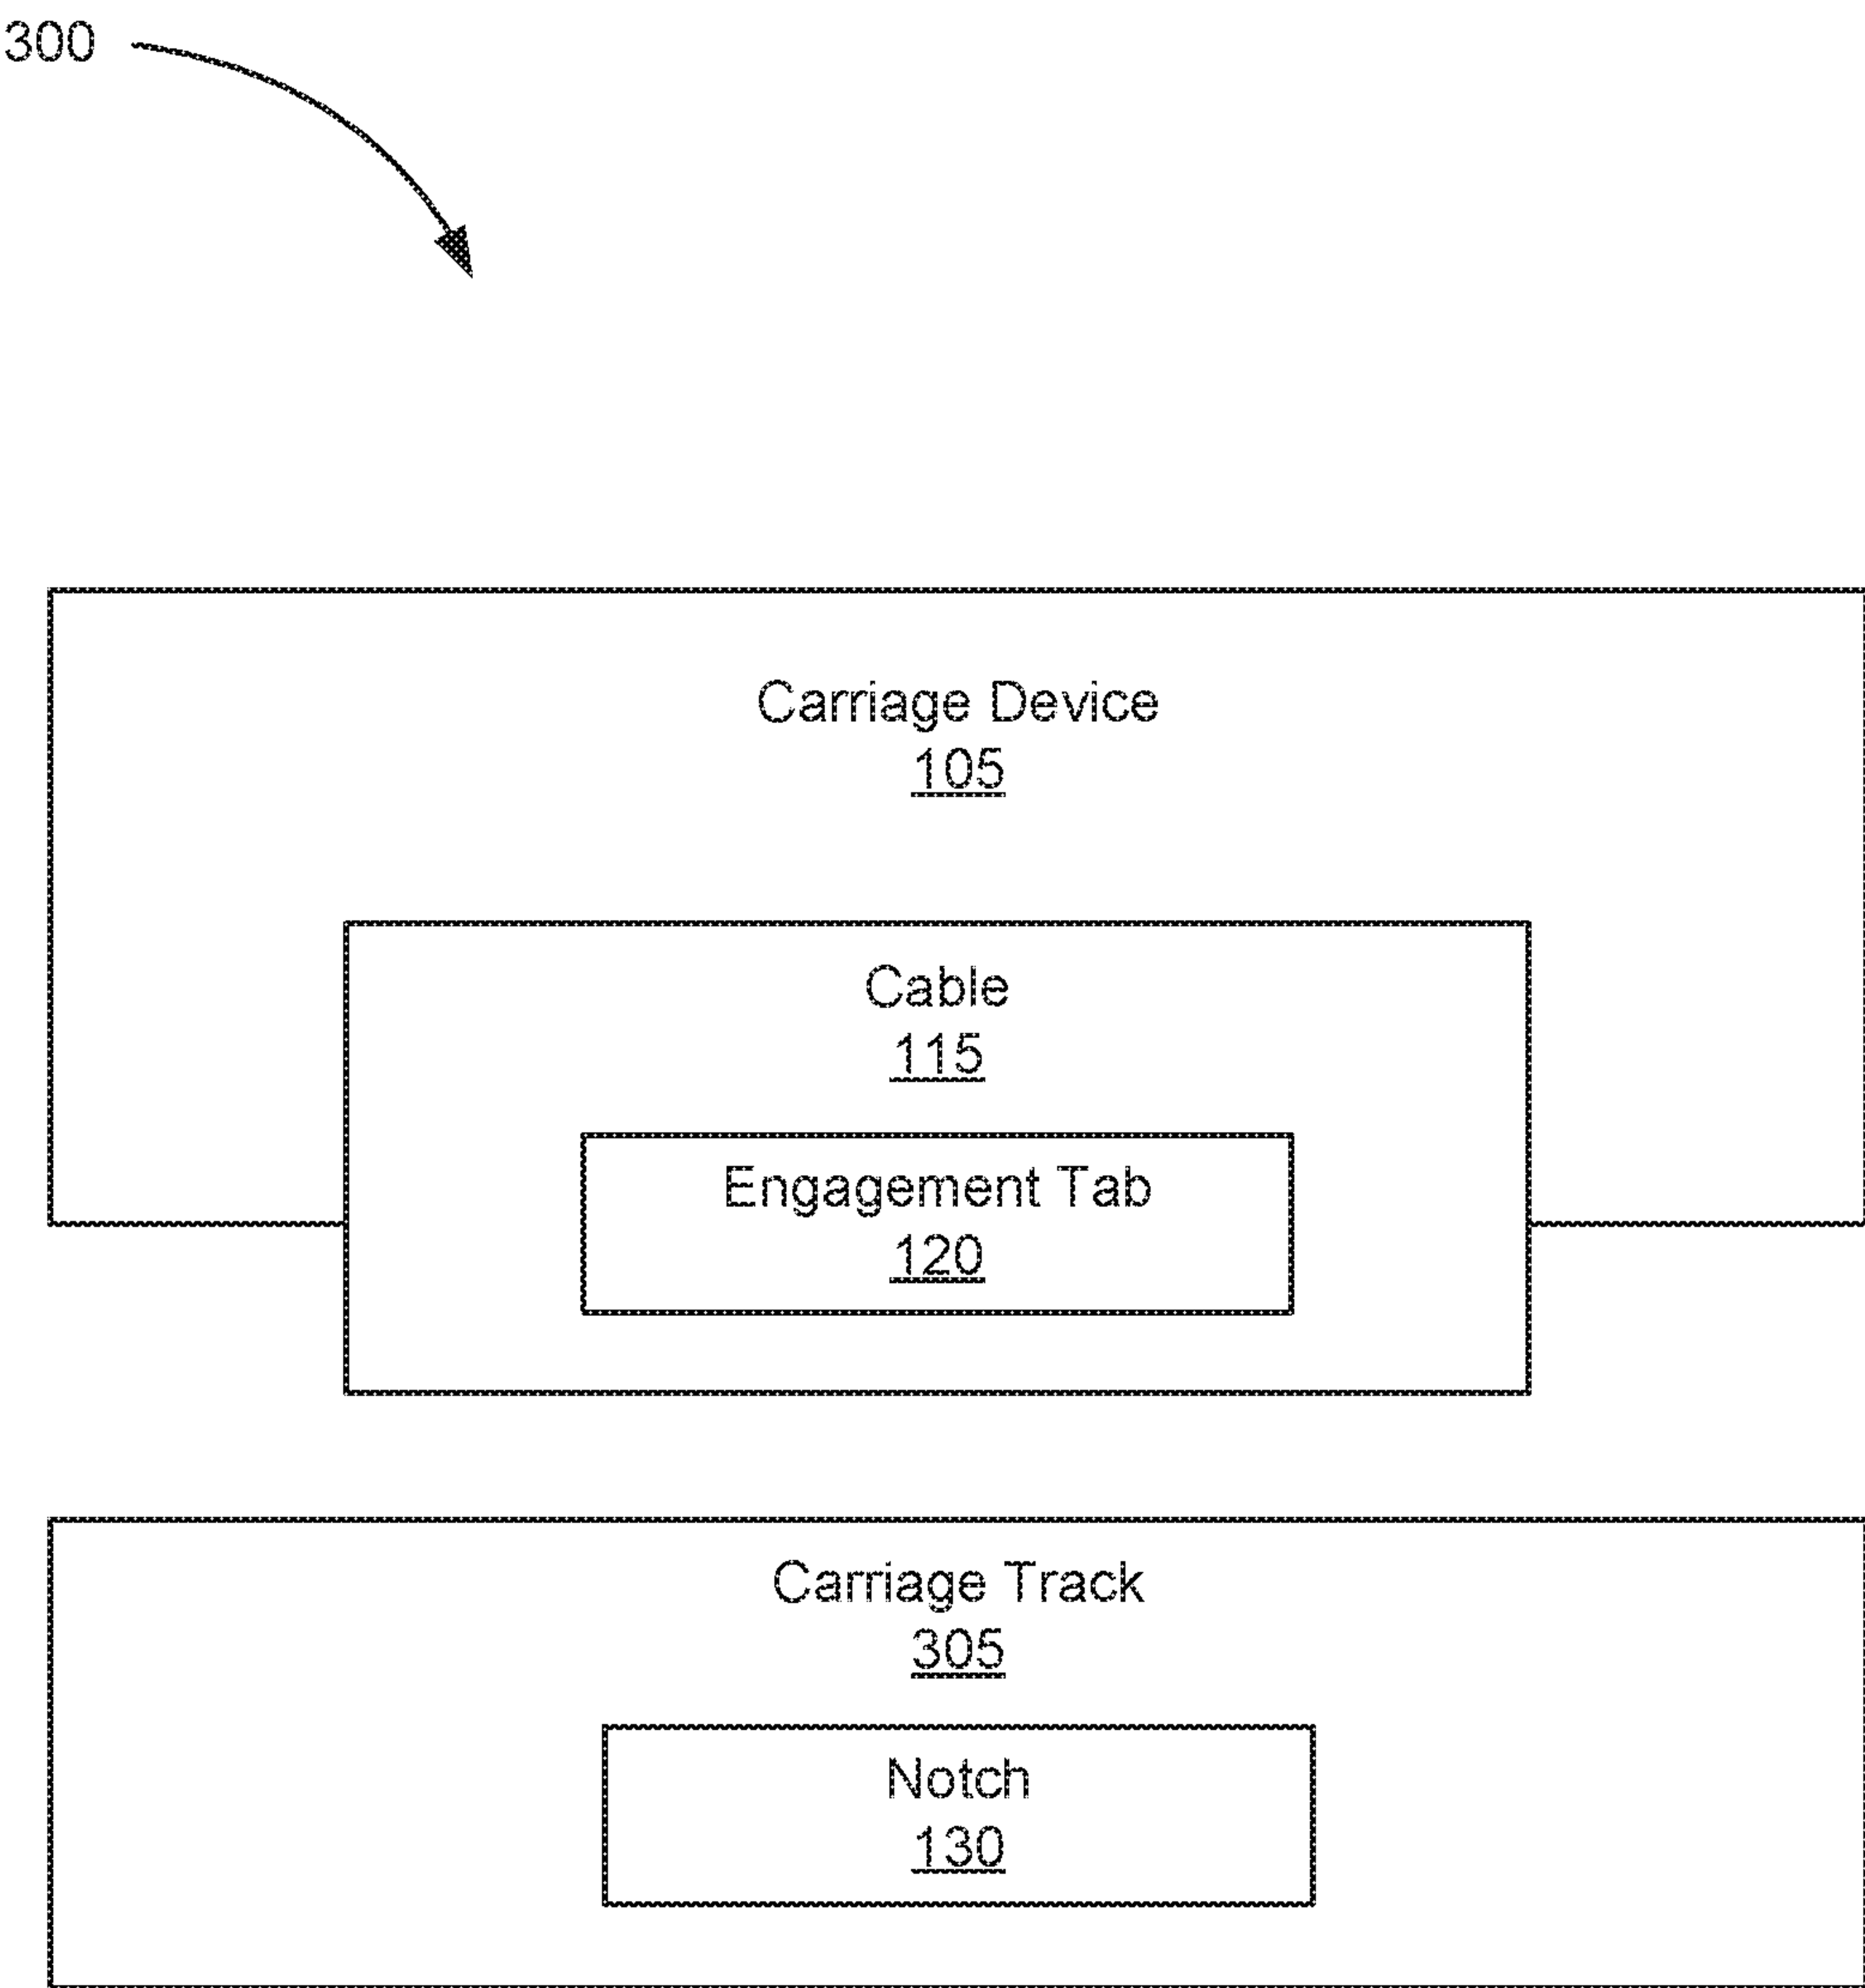 300
Carriage Device
105
Cable
115
Engagement Tab
120
Carriage Track
305
Notch
130